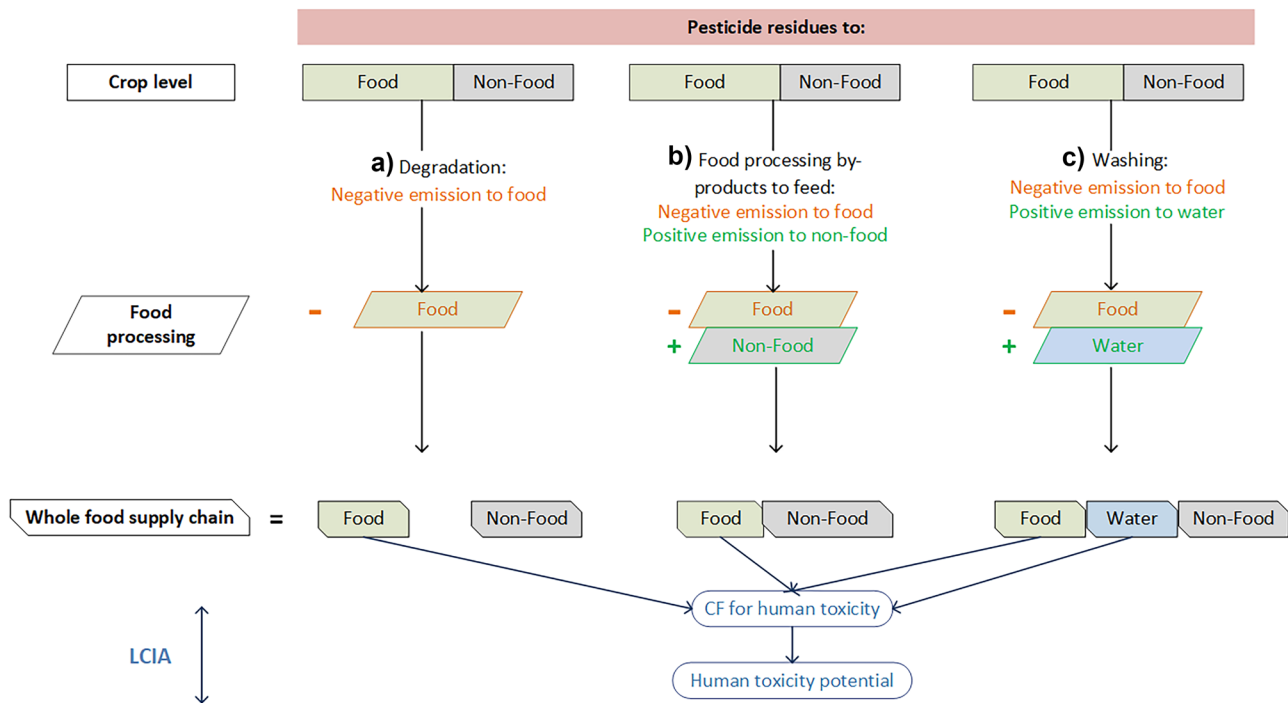 Pesticide residues to:
Crop level
Food Non-Food
Food Non-Food
Food Non-Food
a) Degradation:
Negative emission to food
b) Food processing by-
products to feed:
Negative emission to food
Positive emission to non-food
c) Washing:
Negative emission to food
Positive emission to water
Food
processing
- Food
- Food
+ Non-Food
- Food
+ Water
Whole food supply chain =
Food Non-Food
Food Non-Food
Food Water Non-Food
CF for human toxicity
LCIA
Human toxicity potential